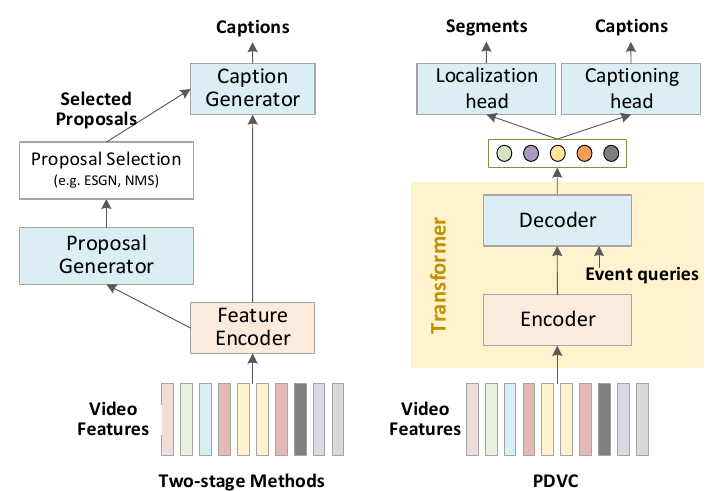 Captions
Caption
Generator
Selected
Proposals
Proposal Selection
(e.g. ESGN, NMS)
Proposal
Generator
Feature
Encoder
Video
Features
Two-stage Methods
Segments
Captions
Localization
head
Captioning
head
Transformer
Decoder
Event queries
Encoder
Video
Features
PDVC